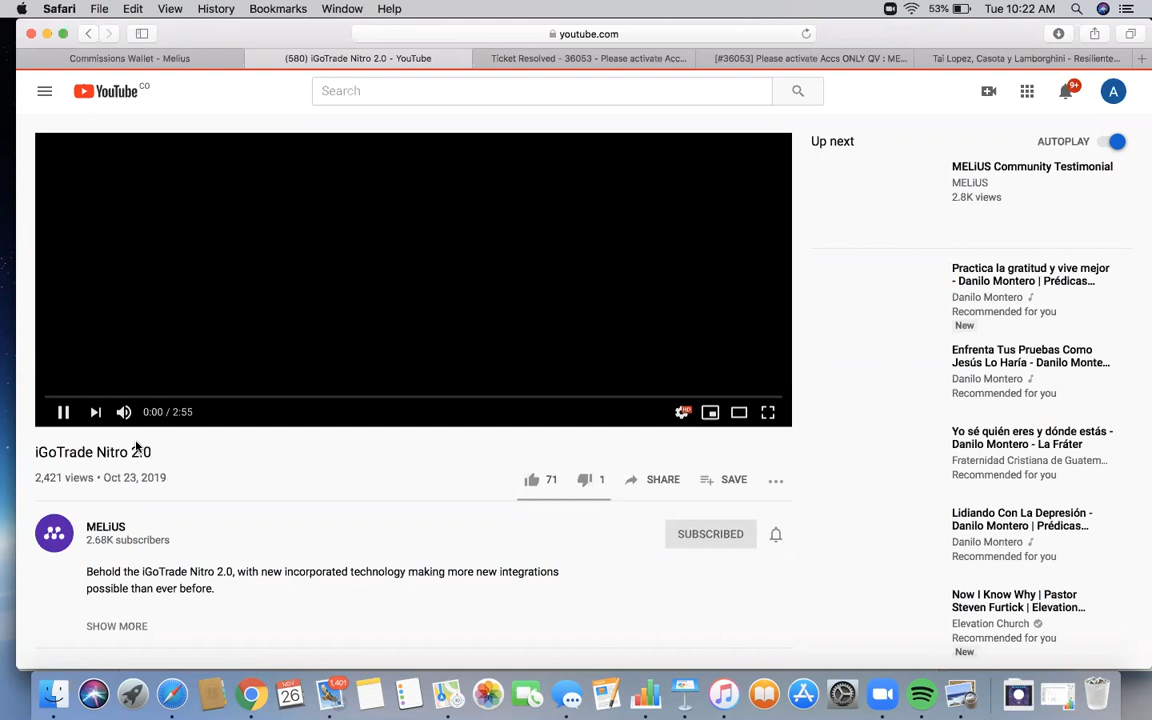 Safari File Edit View History Bookmarks Window Help 53% Tue 10:22 AM
youtube.com
Commissions Wallet - Melius (580) iGoTrade Nitro 2.0 - YouTube Ticket Resolved - 36053 - Please activate Acc... [#36053] Please activate Accs ONLY QV : ME... Tai Lopez, Casota y Lamborghini - Resiliente...
YouTube CO Search 9+ A
Up next AUTOPLAY
MELiUS Community Testimonial
MELiUS
2.8K views
Practica la gratitud y vive mejor
- Danilo Montero | Prédicas...
Danilo Montero
Recommended for you
New
Enfrenta Tus Pruebas Como
Jesús Lo Haría - Danilo Monte...
Danilo Montero
Recommended for you
Yo sé quién eres y dónde estás -
Danilo Montero - La Fráter
Fraternidad Cristiana de Guatem...
Recommended for you
Lidiando Con La Depresión -
Danilo Montero | Prédicas...
Danilo Montero
Recommended for you
Now I Know Why | Pastor
Steven Furtick | Elevation...
Elevation Church
Recommended for you
New
0:00 / 2:55 HD
iGoTrade Nitro 2.0
2,421 views • Oct 23, 2019
71 1 SHARE SAVE
MELiUS
2.68K subscribers
SUBSCRIBED
Behold the iGoTrade Nitro 2.0, with new incorporated technology making more new integrations
possible than ever before.
SHOW MORE
NOV
26
1,401